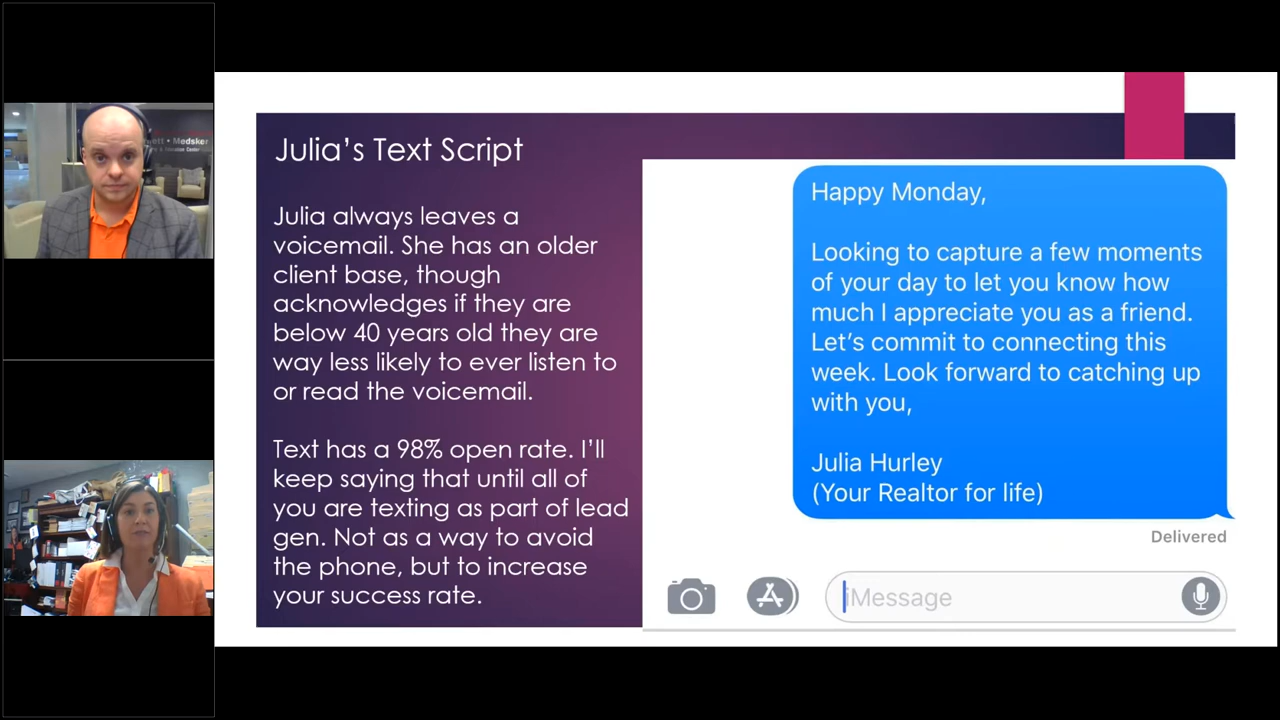 ett • Medsker
Julia's Text Script
Julia always leaves a
voicemail. She has an older
client base, though
acknowledges if they are
below 40 years old they are
way less likely to ever listen to
or read the voicemail.
Text has a 98% open rate. I'll
keep saying that until all of
you are texting as part of lead
gen. Not as a way to avoid
the phone, but to increase
your success rate.
Happy Monday,
Looking to capture a few moments
of your day to let you know how
much I appreciate you as a friend.
Let's commit to connecting this
week. Look forward to catching up
with you,
Julia Hurley
(Your Realtor for life)
Delivered
iMessage